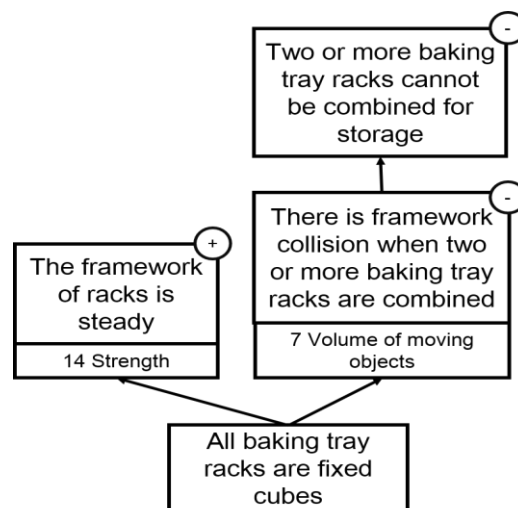 -
Two or more baking
tray racks cannot
be combined for
storage
-
There is framework
collision when two
or more baking tray
racks are combined
7 Volume of moving
objects
+
The framework
of racks is
steady
14 Strength
All baking tray
racks are fixed
cubes